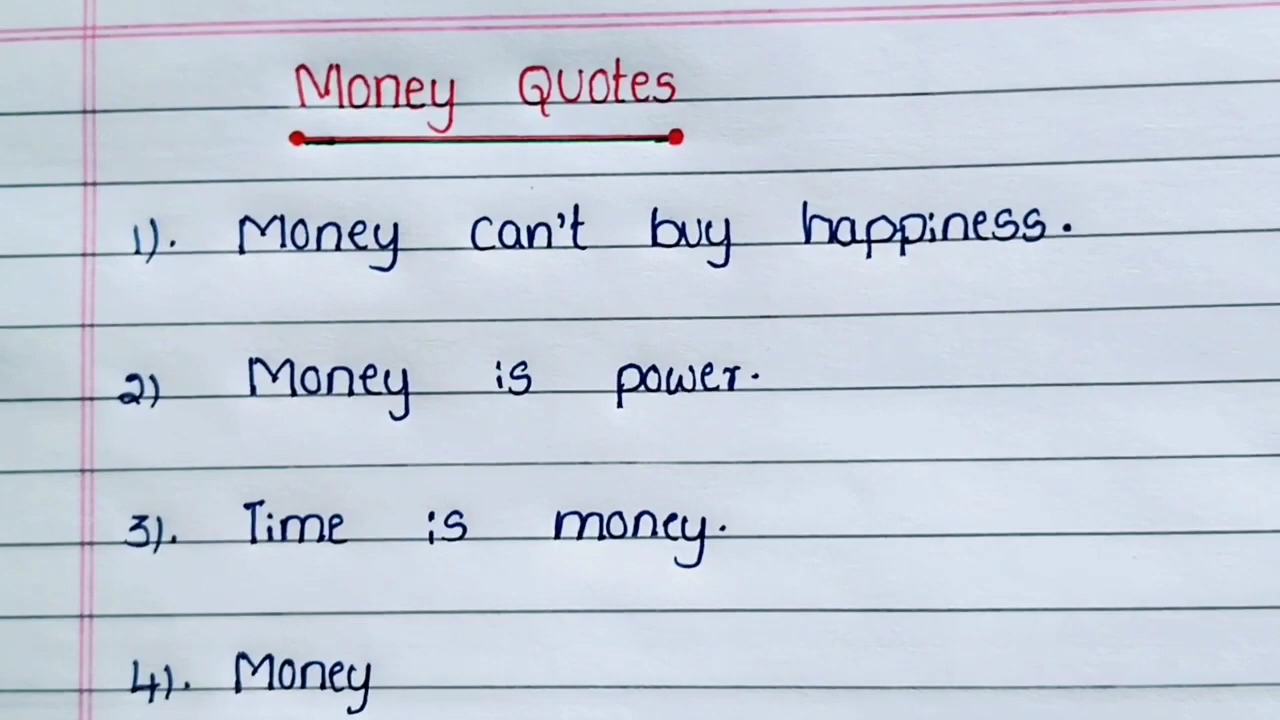 Money Quotes
1). Money can't buy happiness.
2) Money is power.
3). Time is money.
4). Money